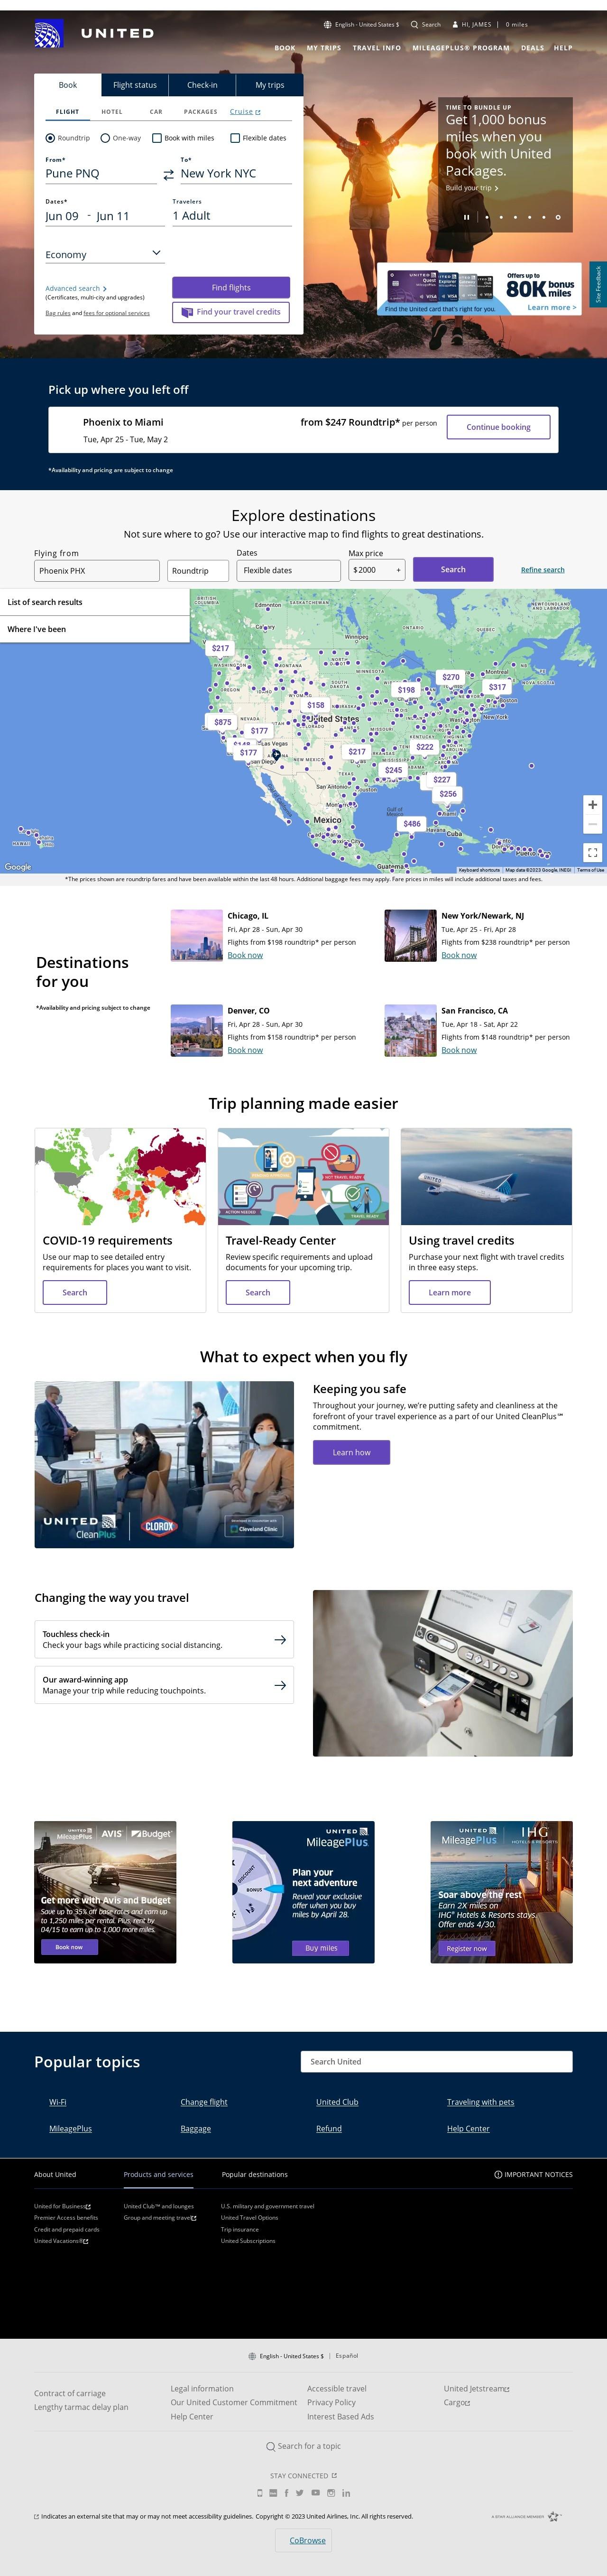 UNITED
English - United States $
Search
HI, JAMES
0 miles
BOOK
MY TRIPS
TRAVEL INFO
MILEAGEPLUS® PROGRAM
DEALS
HELP
Book
Flight status
Check-in
My trips
FLIGHT
HOTEL
CAR
PACKAGES
Cruise
Roundtrip
One-way
Book with miles
Flexible dates
From*
To*
Pune PNQ
New York NYC
Dates*
Travelers
Jun 09 - Jun 11
1 Adult
Economy
Advanced search
(Certificates, multi-city and upgrades)
Bag rules and fees for optional services
Find flights
Find your travel credits
TIME TO BUNDLE UP
Get 1,000 bonus
miles when you
book with United
Packages.
Build your trip
Site Feedback
Offers up to
80K bonus
miles
Find the United card that's right for you.
Learn more >
Pick up where you left off
Phoenix to Miami
Tue, Apr 25 - Tue, May 2
from $247 Roundtrip* per person
Continue booking
*Availability and pricing are subject to change
Explore destinations
Not sure where to go? Use our interactive map to find flights to great destinations.
Flying from
Dates
Max price
Phoenix PHX
Roundtrip
Flexible dates
$ 2000 +
Search
Refine search
List of search results
Where I've been
$217
$270
$317
$198
$158
$875
$177
$177
$217
$222
$245
$227
$256
$486
Edmonton
Calgary
Winnipeg
ONTARIO
QUEBEC
Montreal
United States
Las Vegas
San Diego
New York
San Antonio
Houston
Gulf of
Mexico
Mexico
Havana
Cuba
Guatemala
Google
Keyboard shortcuts
Map data ©2023 Google, INEGI
Terms of Use
*The prices shown are roundtrip fares and have been available within the last 48 hours. Additional baggage fees may apply. Fare prices in miles will include additional taxes and fees.
Destinations
for you
*Availability and pricing subject to change
Chicago, IL
Fri, Apr 28 - Sun, Apr 30
Flights from $198 roundtrip* per person
Book now
New York/Newark, NJ
Tue, Apr 25 - Fri, Apr 28
Flights from $238 roundtrip* per person
Book now
Denver, CO
Fri, Apr 28 - Sun, Apr 30
Flights from $158 roundtrip* per person
Book now
San Francisco, CA
Tue, Apr 18 - Sat, Apr 22
Flights from $148 roundtrip* per person
Book now
Trip planning made easier
ACTION NEEDED
NOT TRAVEL READY
TRAVEL READY
UNITED
COVID-19 requirements
Use our map to see detailed entry
requirements for places you want to visit.
Search
Travel-Ready Center
Review specific requirements and upload
documents for your upcoming trip.
Search
Using travel credits
Purchase your next flight with travel credits
in three easy steps.
Learn more
What to expect when you fly
UNITED
CleanPlus
CLOROX
Cleveland Clinic
Keeping you safe
Throughout your journey, we're putting safety and cleanliness at the
forefront of your travel experience as a part of our United CleanPlus℠
commitment.
Learn how
Changing the way you travel
Touchless check-in
Check your bags while practicing social distancing.
Our award-winning app
Manage your trip while reducing touchpoints.
UNITED
MileagePlus
AVIS
Budget
Get more with Avis and Budget
Save up to 35% off base rates and earn up
to 1,250 miles per rental. Plus, rent by
04/15 to earn up to 1,000 more miles.
Book now
UNITED
MileagePlus
DISCOUNT
BONUS
Plan your
next adventure
Reveal your exclusive
offer when you buy
miles by April 28.
Buy miles
UNITED
MileagePlus
IHG
HOTELS & RESORTS
Soar above the rest
Earn 2X miles on
IHG® Hotels & Resorts stays.
Offer ends 4/30.
Register now
Popular topics
Search United
Wi-Fi
Change flight
United Club
Traveling with pets
MileagePlus
Baggage
Refund
Help Center
About United
Products and services
Popular destinations
IMPORTANT NOTICES
United for Business
United Club℠ and lounges
U.S. military and government travel
Premier Access benefits
Group and meeting travel
United Travel Options
Credit and prepaid cards
Trip insurance
United Vacations®
United Subscriptions
English - United States $
Español
Contract of carriage
Lengthy tarmac delay plan
Legal information
Our United Customer Commitment
Help Center
Accessible travel
Privacy Policy
Interest Based Ads
United Jetstream
Cargo
Search for a topic
STAY CONNECTED
Indicates an external site that may or may not meet accessibility guidelines. Copyright © 2023 United Airlines, Inc. All rights reserved.
A STAR ALLIANCE MEMBER
CoBrowse